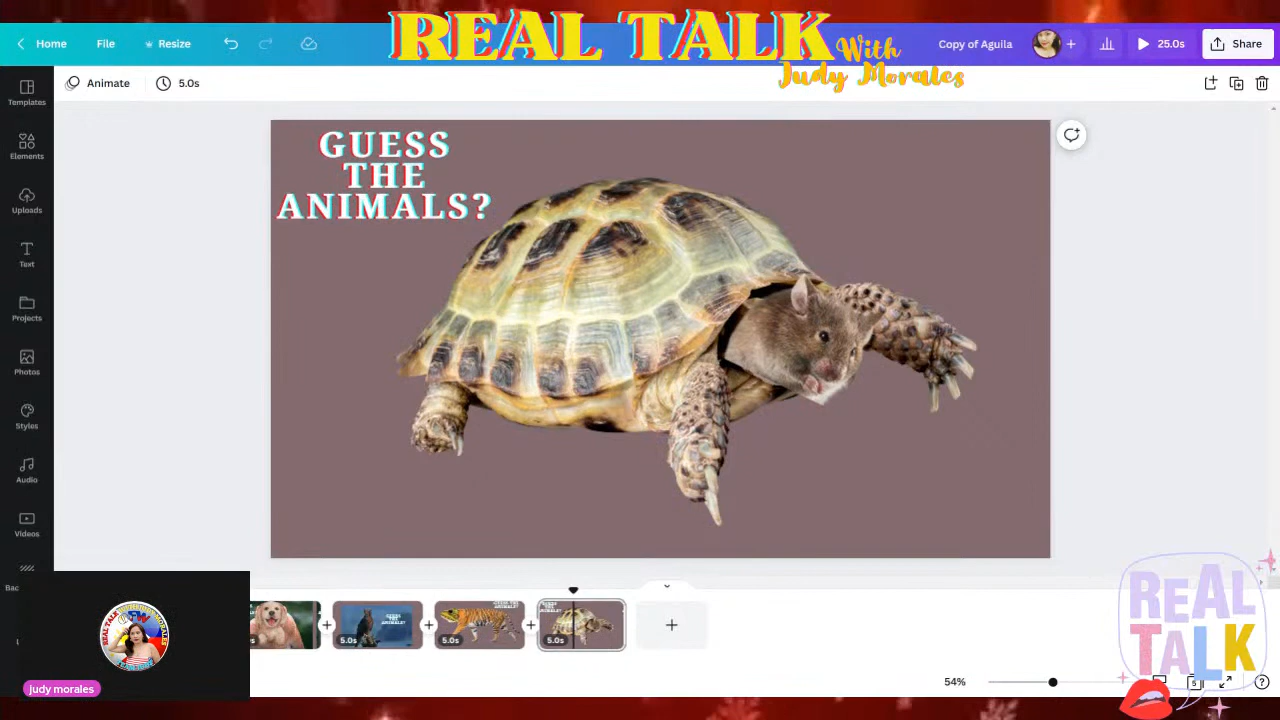 REAL TALK
With
Judy Morales
Home
File
Resize
Copy of Aguila
25.0s
Share
Animate
5.0s
Templates
Elements
Uploads
Text
Projects
Photos
Styles
Audio
Videos
GUESS
THE
ANIMALS?
judy morales
5.0s
5.0s
5.0s
54%
5
REAL
TALK